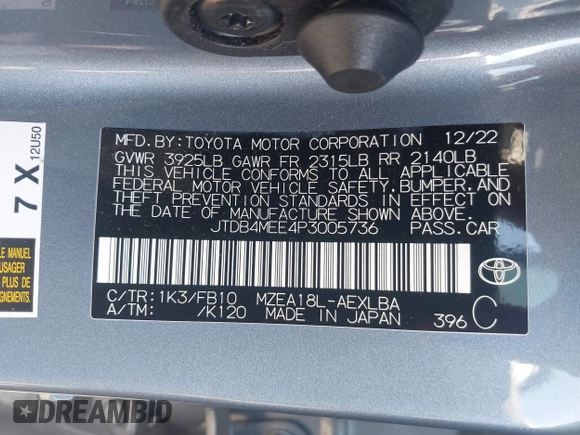 MFD.BY:TOYOTA MOTOR CORPORATION 12/22
GVWR 3925LB GAWR FR 2315LB RR 2140LB
THIS VEHICLE CONFORMS TO ALL APPLICABLE
FEDERAL MOTOR VEHICLE SAFETY,BUMPER,AND
THEFT PREVENTION STANDARDS IN EFFECT ON
THE DATE OF MANUFACTURE SHOWN ABOVE.
JTDB4MEE4P3005736 PASS.CAR
C/TR:1K3/FB10 MZEA18L-AEXLBA
A/TM: /K120 MADE IN JAPAN 396 C
7 X
12U50
MANUEL
USAGER
DREAMBID